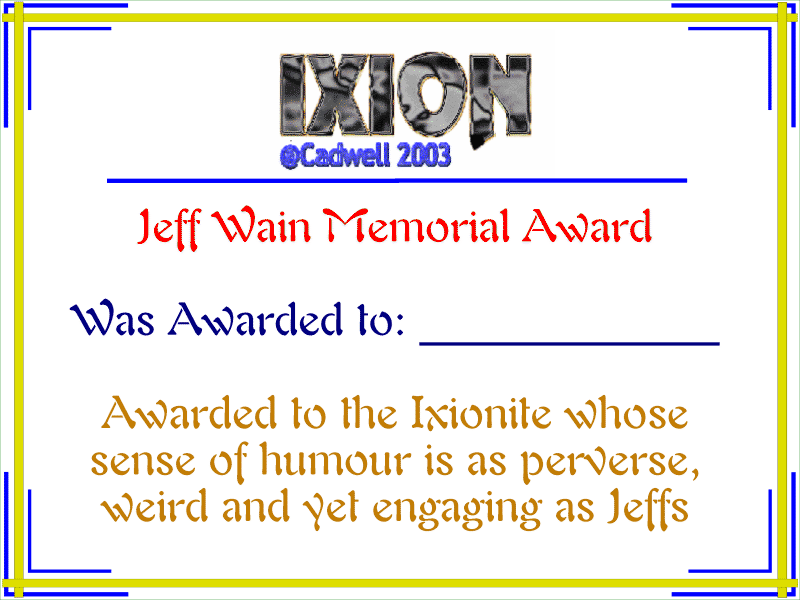 IXION
@Cadwell 2003
Jeff Wain Memorial Award
Was Awarded to: ____________
Awarded to the Ixionite whose
sense of humour is as perverse,
weird and yet engaging as Jeffs